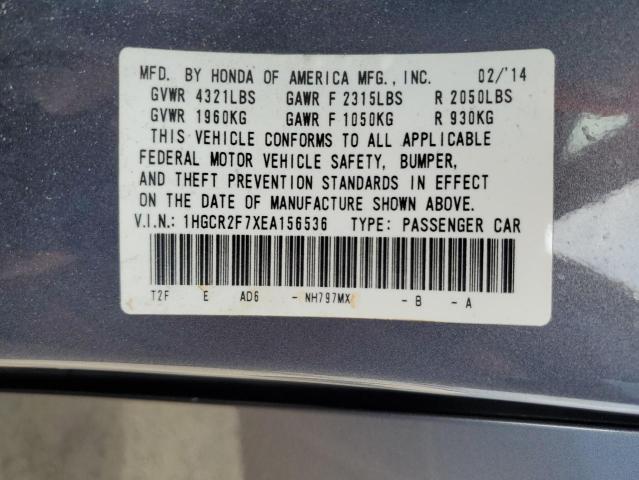 MFD. BY HONDA OF AMERICA MFG., INC. 02/'14
GVWR 4321LBS GAWR F 2315LBS R 2050LBS
GVWR 1960KG GAWR F 1050KG R 930KG
THIS VEHICLE CONFORMS TO ALL APPLICABLE
FEDERAL MOTOR VEHICLE SAFETY, BUMPER,
AND THEFT PREVENTION STANDARDS IN EFFECT
ON THE DATE OF MANUFACTURE SHOWN ABOVE.
V.I.N.: 1HGCR2F7XEA156536 TYPE: PASSENGER CAR
T2F E AD6 - NH797MX - B - A